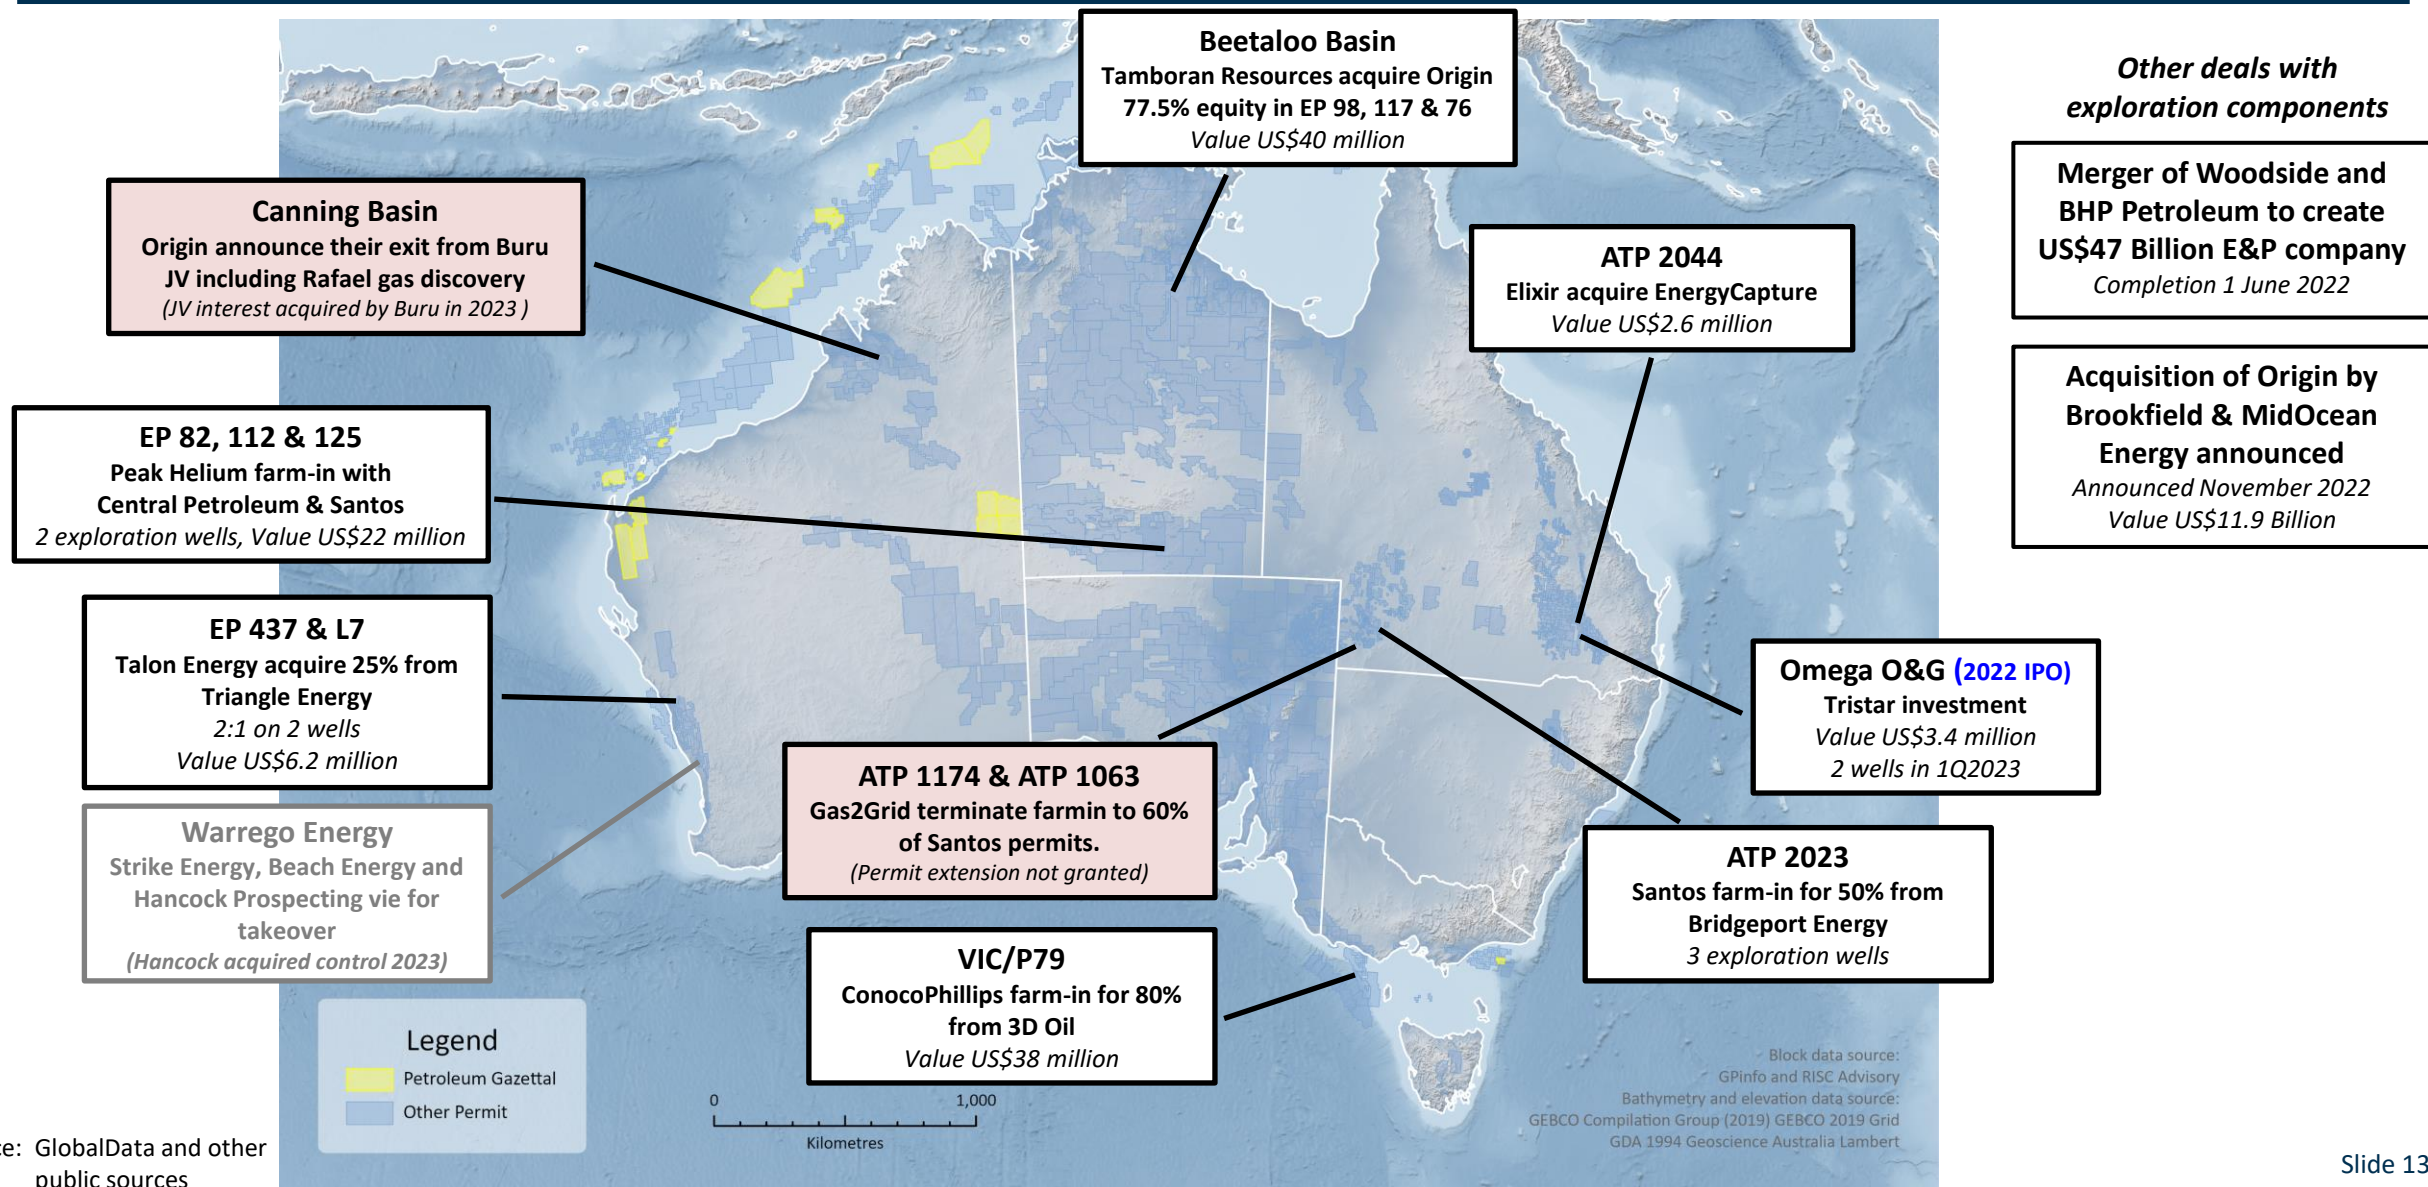 Beetaloo Basin
Tamboran Resources acquire Origin
77.5% equity in EP 98, 117 & 76
Value US$40 million
Other deals with
exploration components
Merger of Woodside and
BHP Petroleum to create
US$47 Billion E&P company
Completion 1 June 2022
Acquisition of Origin by
Brookfield & MidOcean
Energy announced
Announced November 2022
Value US$11.9 Billion
Canning Basin
Origin announce their exit from Buru
JV including Rafael gas discovery
(JV interest acquired by Buru in 2023 )
ATP 2044
Elixir acquire EnergyCapture
Value US$2.6 million
EP 82, 112 & 125
Peak Helium farm-in with
Central Petroleum & Santos
2 exploration wells, Value US$22 million
EP 437 & L7
Talon Energy acquire 25% from
Triangle Energy
2:1 on 2 wells
Value US$6.2 million
Omega O&G (2022 IPO)
Tristar investment
Value US$3.4 million
2 wells in 1Q2023
ATP 1174 & ATP 1063
Gas2Grid terminate farmin to 60%
of Santos permits.
(Permit extension not granted)
Warrego Energy
Strike Energy, Beach Energy and
Hancock Prospecting vie for
takeover
(Hancock acquired control 2023)
ATP 2023
Santos farm-in for 50% from
Bridgeport Energy
3 exploration wells
VIC/P79
ConocoPhillips farm-in for 80%
from 3D Oil
Value US$38 million
Legend
Petroleum Gazettal
Other Permit
0 1,000
Kilometres
Block data source:
GPinfo and RISC Advisory
Bathymetry and elevation data source:
GEBCO Compilation Group (2019) GEBCO 2019 Grid
GDA 1994 Geoscience Australia Lambert
ce: GlobalData and other
public sources
Slide 13